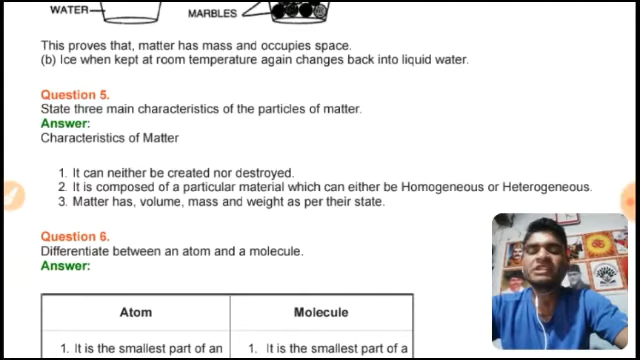 WATER
MARBLES
This proves that, matter has mass and occupies space.
(b) Ice when kept at room temperature again changes back into liquid water.
Question 5.
State three main characteristics of the particles of matter.
Answer:
Characteristics of Matter
1. It can neither be created nor destroyed.
2. It is composed of a particular material which can either be Homogeneous or Heterogeneous.
3. Matter has, volume, mass and weight as per their state.
Question 6.
Differentiate between an atom and a molecule.
Answer:
Atom
Molecule
1. It is the smallest part of an
1. It is the smallest part of a